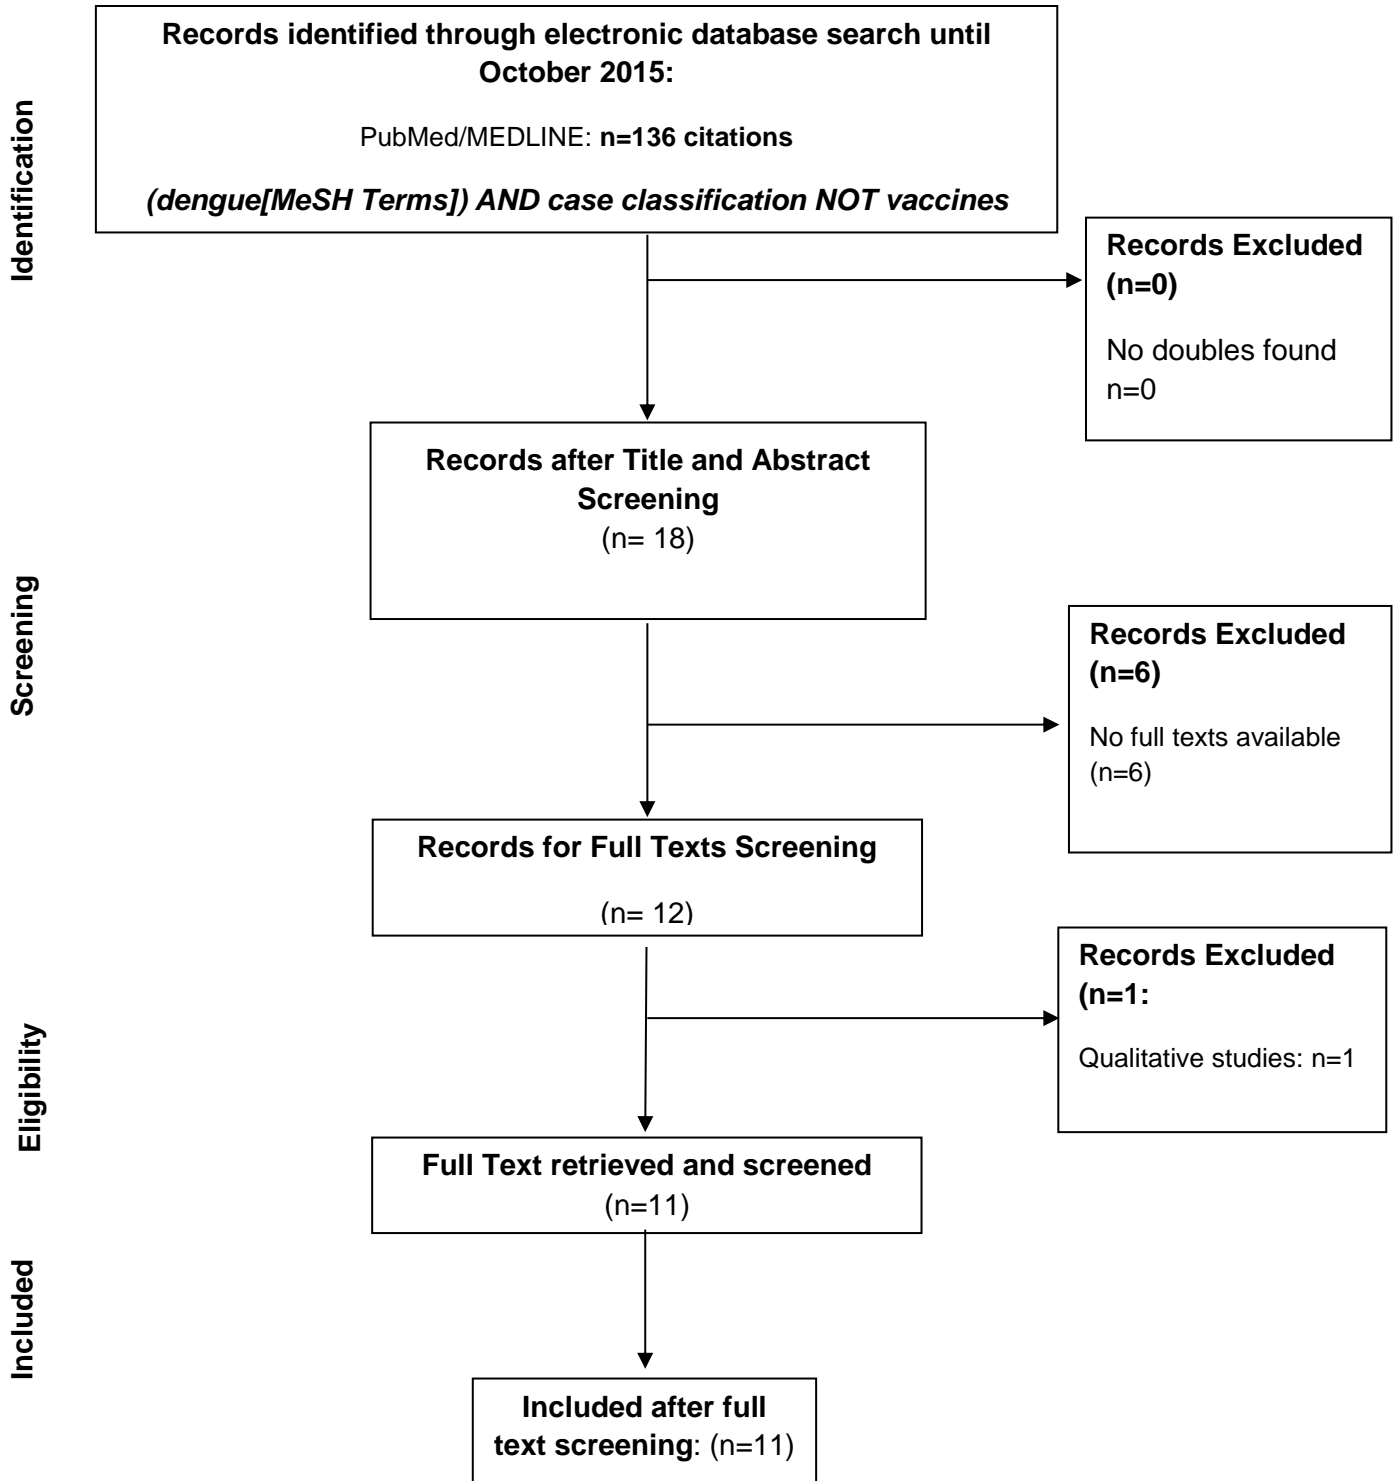 Records identified through electronic database search until
October 2015:
PubMed/MEDLINE: n=136 citations
(dengue[MeSH Terms]) AND case classification NOT vaccines
Identification
Records Excluded
(n=0)
No doubles found
n=0
Records after Title and Abstract
Screening
(n= 18)
Screening
Records Excluded
(n=6)
No full texts available
(n=6)
Records for Full Texts Screening
(n= 12)
Records Excluded
(n=1:
Qualitative studies: n=1
Eligibility
Full Text retrieved and screened
(n=11)
Included
Included after full
text screening: (n=11)